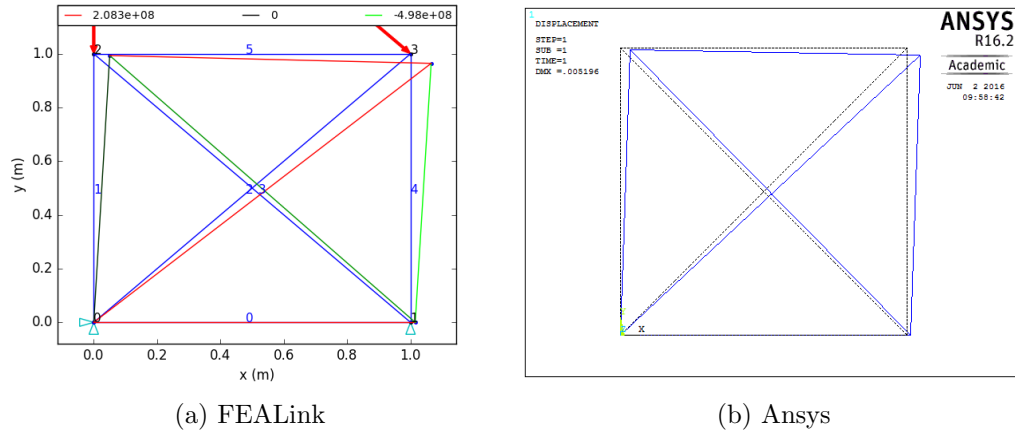 2.083e+08 0 -4.98e+08
1.0
0.8
0.6
0.4
0.2
0.0
y (m)
2 5 3
1 2 3 4
0 0 1
0.0 0.2 0.4 0.6 0.8 1.0
x (m)
(a) FEALink
1
DISPLACEMENT
STEP=1
SUB =1
TIME=1
DMX =.005196
ANSYS
R16.2
Academic
JUN 2 2016
09:58:42
X
(b) Ansys